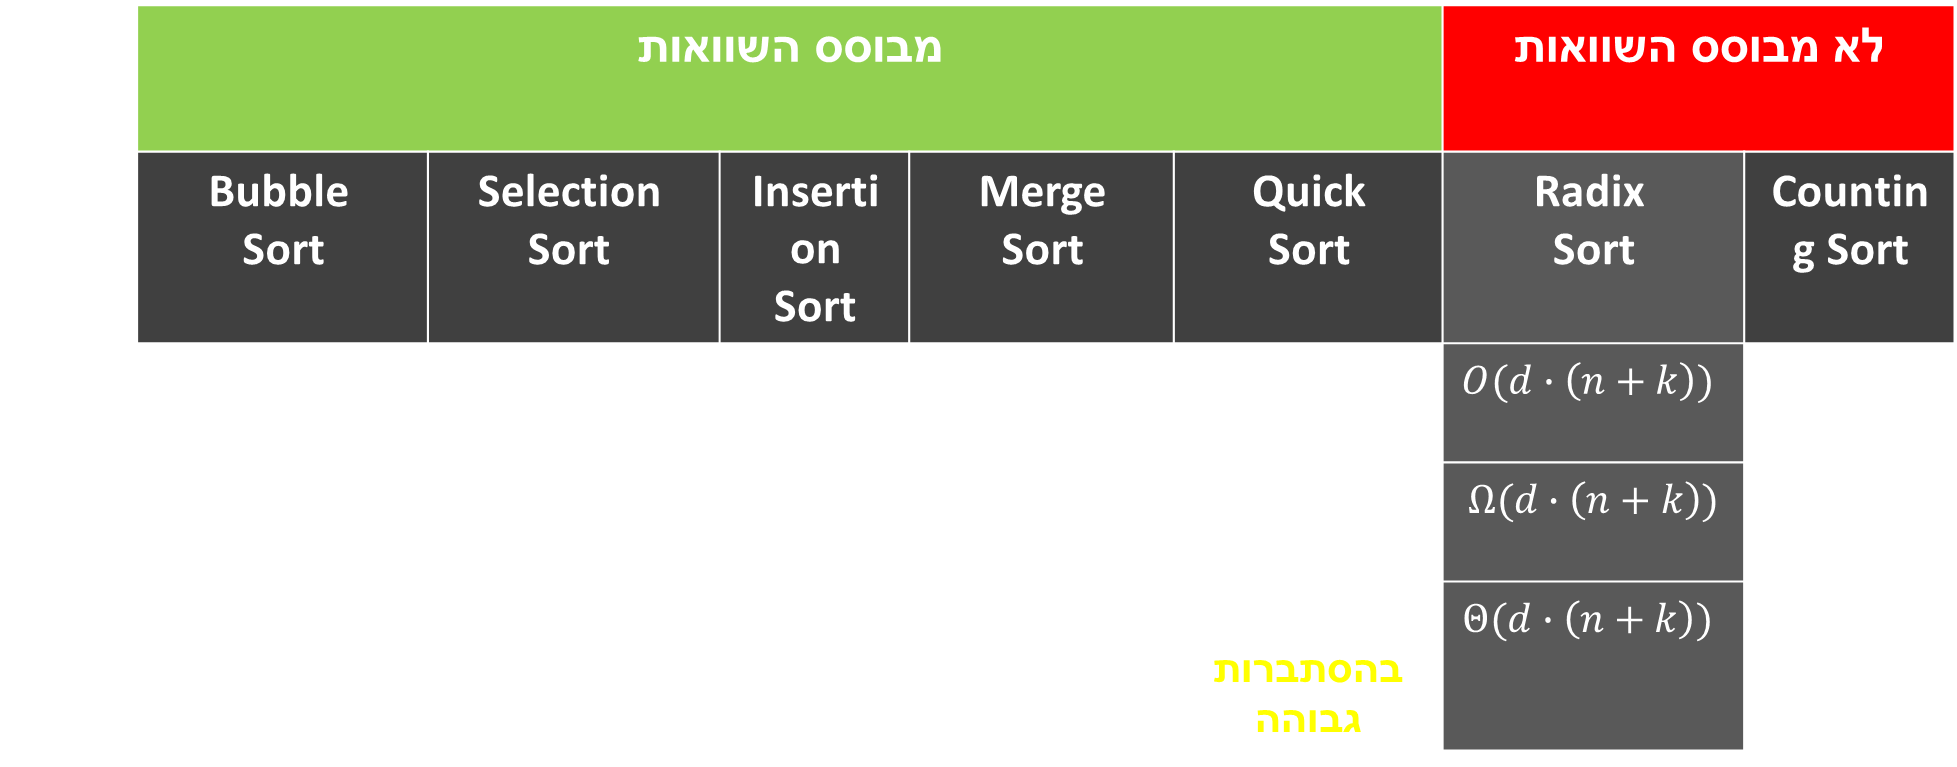 מבוסס השוואות
לא מבוסס השוואות
Bubble
Sort
Selection
Sort
Inserti
on
Sort
Merge
Sort
Quick
Sort
Radix
Sort
Countin
g Sort
O(d · (n + k))
Ω(d · (n + k))
Θ(d · (n + k))
בהסתברות
גבוהה